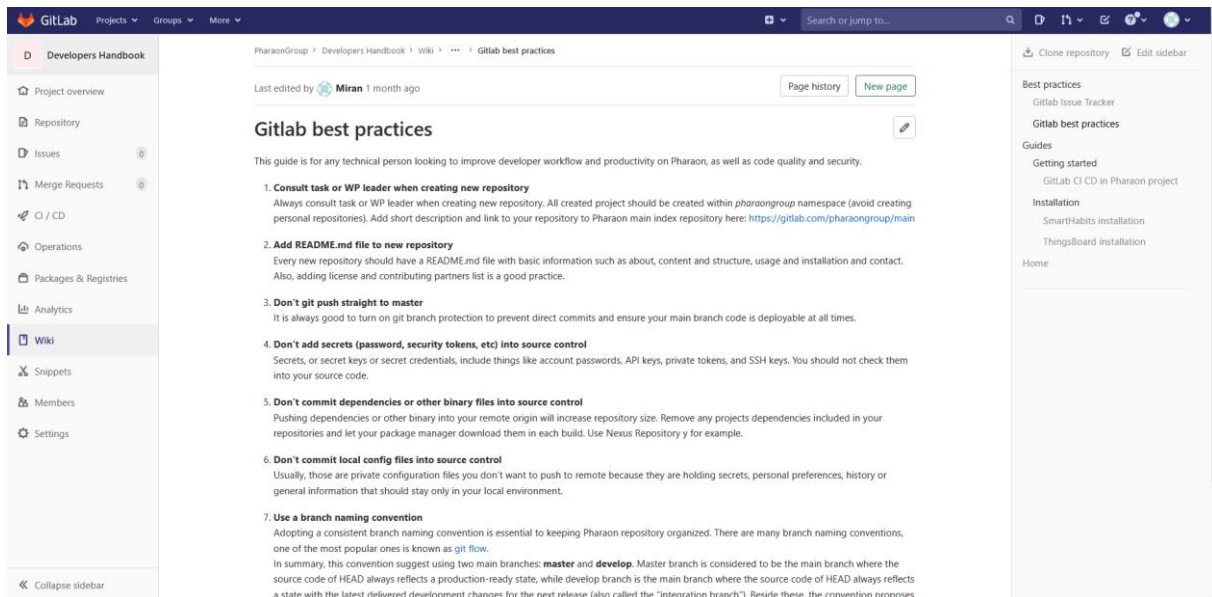 GitLab Projects Groups More Search or jump to...
D Developers Handbook
Project overview
Repository
Issues 0
Merge Requests 0
CI / CD
Operations
Packages & Registries
Analytics
Wiki
Snippets
Members
Settings
Collapse sidebar
PharaonGroup › Developers Handbook › Wiki › ··· › Gitlab best practices
Last edited by Miran 1 month ago
Page history New page
Gitlab best practices
This guide is for any technical person looking to improve developer workflow and productivity on Pharaon, as well as code quality and security.
1. Consult task or WP leader when creating new repository
Always consult task or WP leader when creating new repository. All created project should be created within pharaongroup namespace (avoid creating
personal repositories). Add short description and link to your repository to Pharaon main index repository here: https://gitlab.com/pharaongroup/main
2. Add README.md file to new repository
Every new repository should have a README.md file with basic information such as about, content and structure, usage and installation and contact.
Also, adding license and contributing partners list is a good practice.
3. Don't git push straight to master
It is always good to turn on git branch protection to prevent direct commits and ensure your main branch code is deployable at all times.
4. Don't add secrets (password, security tokens, etc) into source control
Secrets, or secret keys or secret credentials, include things like account passwords, API keys, private tokens, and SSH keys. You should not check them
into your source code.
5. Don't commit dependencies or other binary files into source control
Pushing dependencies or other binary into your remote origin will increase repository size. Remove any projects dependencies included in your
repositories and let your package manager download them in each build. Use Nexus Repository y for example.
6. Don't commit local config files into source control
Usually, those are private configuration files you don't want to push to remote because they are holding secrets, personal preferences, history or
general information that should stay only in your local environment.
7. Use a branch naming convention
Adopting a consistent branch naming convention is essential to keeping Pharaon repository organized. There are many branch naming conventions,
one of the most popular ones is known as git flow.
In summary, this convention suggest using two main branches: master and develop. Master branch is considered to be the main branch where the
source code of HEAD always reflects a production-ready state, while develop branch is the main branch where the source code of HEAD always reflects
a state with the latest delivered development changes for the next release (also called the "integration branch"). Beside these, the convention proposes
Clone repository Edit sidebar
Best practices
Gitlab Issue Tracker
Gitlab best practices
Guides
Getting started
GitLab CI CD in Pharaon project
Installation
SmartHabits installation
ThingsBoard installation
Home